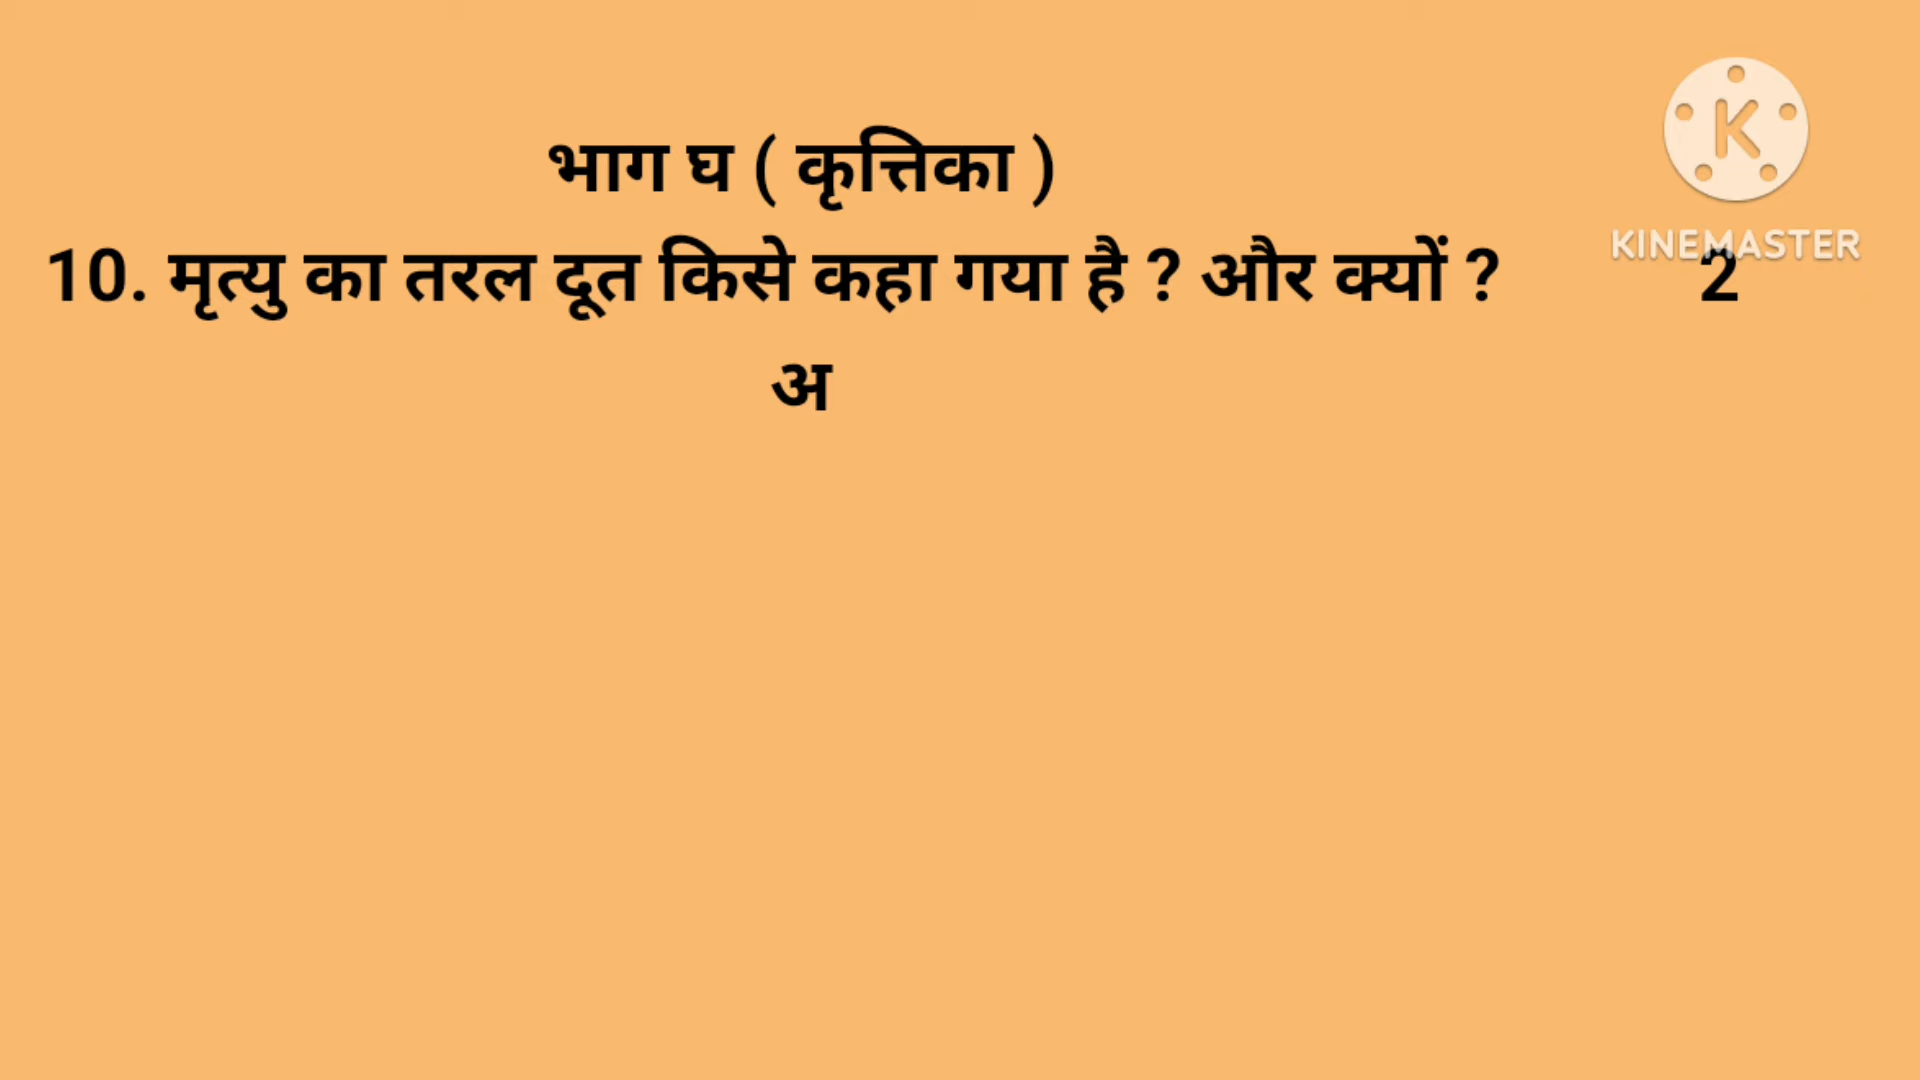 भाग घ ( कृत्तिका )
10. मृत्यु का तरल दूत किसे कहा गया है ? और क्यों ? 2
अ
K
KINEMASTER